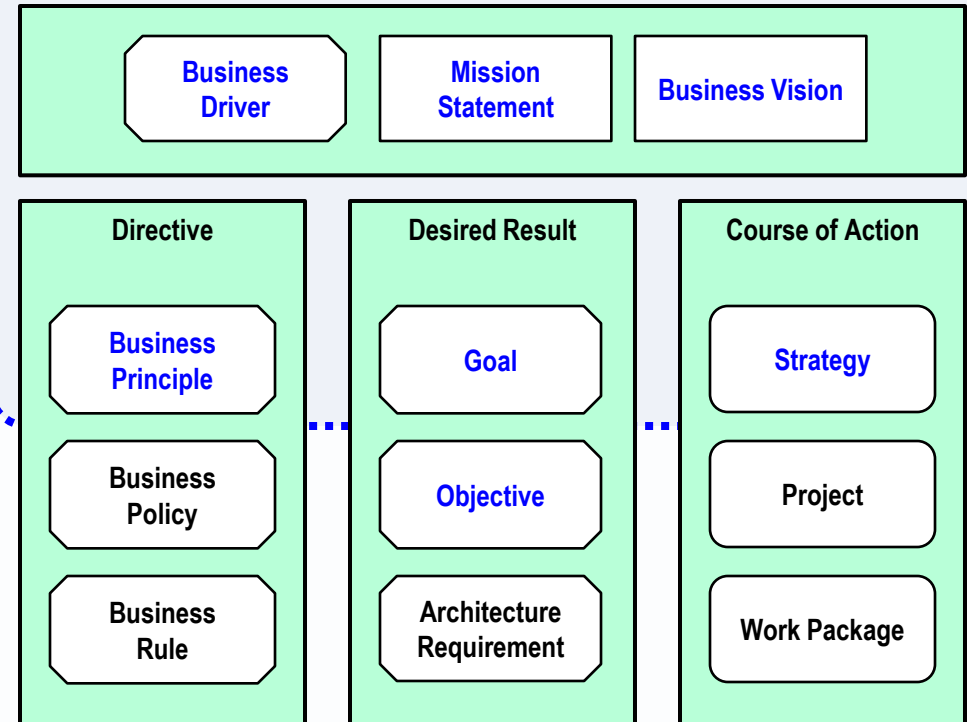 Business
Driver
Mission
Statement
Business Vision
Directive
Business
Principle
Business
Policy
Business
Rule
Desired Result
Goal
Objective
Architecture
Requirement
Course of Action
Strategy
Project
Work Package